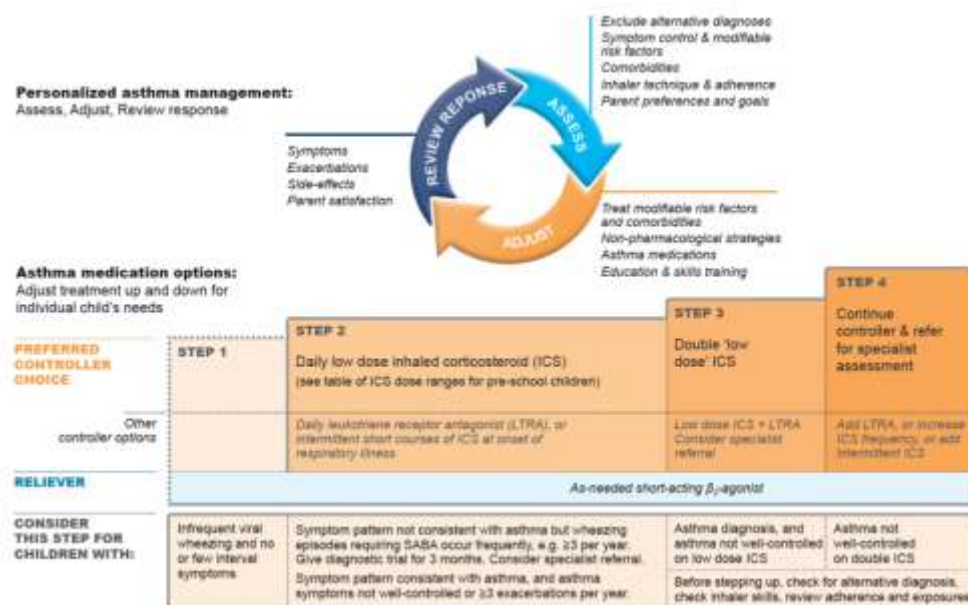 Exclude alternative diagnoses
Symptom control & modifiable
risk factors
Comorbidities
Inhaler technique & adherence
Parent preferences and goals
Personalized asthma management:
Assess, Adjust, Review response
REVIEW REPONSE
ASSESS
ADJUST
Symptoms
Exacerbations
Side-effects
Parent satisfaction
Treat modifiable risk factors
and comorbidities
Non-pharmacological strategies
Asthma medications
Education & skills training
Asthma medication options:
Adjust treatment up and down for
individual child's needs
PREFERRED
CONTROLLER
CHOICE
STEP 1
STEP 2
Daily low dose inhaled corticosteroid (ICS)
(see table of ICS dose ranges for pre-school children)
STEP 3
Double 'low
dose' ICS
STEP 4
Continue
controller & refer
for specialist
assessment
Other
controller options
Daily leukotriene receptor antagonist (LTRA), or
intermittent short courses of ICS at onset of
respiratory illness
Low dose ICS + LTRA
Consider specialist
referral
Add LTRA, or increase
ICS frequency, or add
intermittent ICS
RELIEVER
As-needed short-acting β₂-agonist
CONSIDER
THIS STEP FOR
CHILDREN WITH:
Infrequent viral
wheezing and no
or few interval
symptoms
Symptom pattern not consistent with asthma but wheezing
episodes requiring SABA occur frequently, e.g. ≥3 per year.
Give diagnostic trial for 3 months. Consider specialist referral.
Symptom pattern consistent with asthma, and asthma
symptoms not well-controlled or ≥3 exacerbations per year.
Asthma diagnosis, and
asthma not well-controlled
on low dose ICS
Asthma not
well-controlled
on double ICS
Before stepping up, check for alternative diagnosis,
check inhaler skills, review adherence and exposures